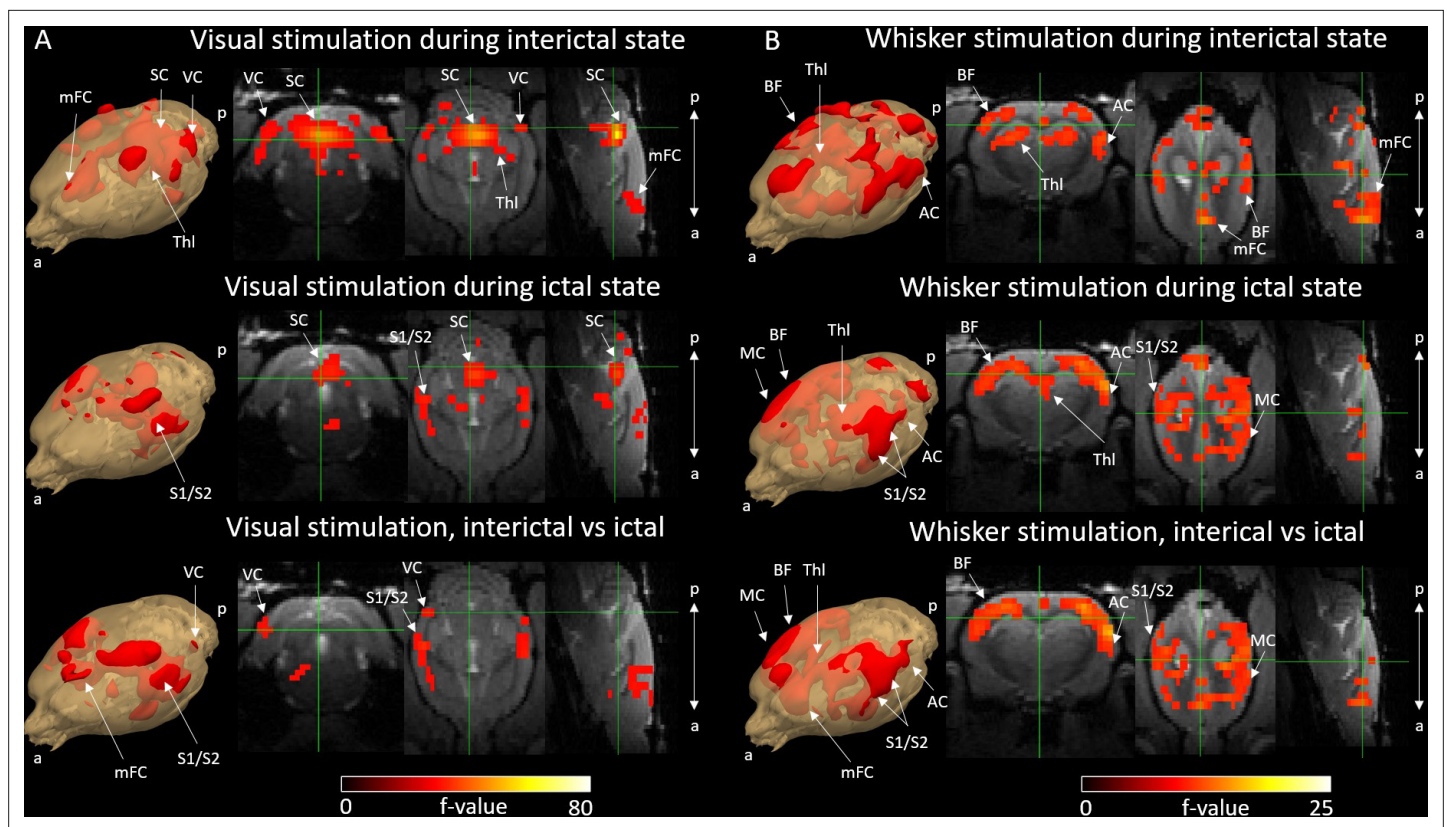 A
Visual stimulation during interictal state
mFC
SC
VC
p
Thl
a
VC
SC
SC
VC
Thl
SC
mFC
p
a
Visual stimulation during ictal state
p
S1/S2
a
SC
S1/S2
SC
SC
p
a
Visual stimulation, interictal vs ictal
VC
p
mFC
S1/S2
a
VC
VC
S1/S2
p
a
0
f-value
80
B
Whisker stimulation during interictal state
BF
Thl
p
AC
a
BF
AC
Thl
BF
mFC
mFC
p
a
Whisker stimulation during ictal state
MC
BF
Thl
p
AC
S1/S2
a
BF
AC
Thl
S1/S2
MC
p
a
Whisker stimulation, interical vs ictal
MC
BF
Thl
p
AC
S1/S2
mFC
a
BF
AC
S1/S2
MC
p
a
0
f-value
25